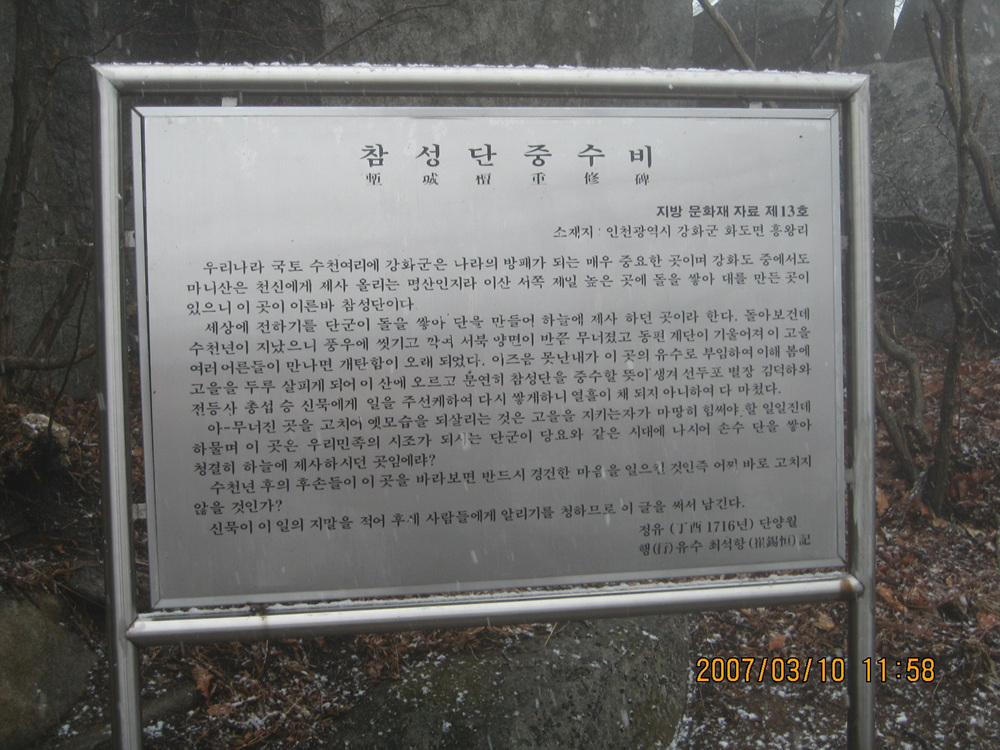 참성단중수비
塹城壇重修碑
지방 문화재 자료 제13호
소재지 : 인천광역시 강화군 화도면 흥왕리
우리나라 국토 수천여리에 강화군은 나라의 방패가 되는 매우 중요한 곳이며 강화도 중에서도
마니산은 천신에게 제사 올리는 명산인지라 이산 서쪽 제일 높은 곳에 돌을 쌓아 대를 만든 곳이
있으니 이 곳이 이른바 참성단이다
세상에 전하기를 단군이 돌을 쌓아 단을 만들어 하늘에 제사 하던 곳이라 한다. 돌아보건데
수천년이 지났으니 풍우에 씻기고 깍여 서북 양면이 반쯤 무너졌고 동편 계단이 기울어져 이 고을
여러 어른들이 만나면 개탄함이 오래 되었다. 이즈음 못난내가 이 곳의 유수로 부임하여 이해 봄에
고을을 두루 살피게 되어 이 산에 오르고 분연히 참성단을 중수할 뜻이 생겨 선두포 별장 김덕하와
전등사 총섭 승 신묵에게 일을 주선케하여 다시 쌓게하니 열흘이 채 되지 아니하여 다 마쳤다.
아-무너진 곳을 고치어 옛모습을 되살리는 것은 고을을 지키는자가 마땅히 힘써야 할 일일진데
하물며 이 곳은 우리민족의 시조가 되시는 단군이 당요와 같은 시대에 나시어 손수 단을 쌓아
청결히 하늘에 제사하시던 곳임에랴?
수천년 후의 후손들이 이 곳을 바라보면 반드시 경건한 마음을 일으킬 것인즉 어찌 바로 고치지
않을 것인가?
신묵이 이 일의 지말을 적어 후세 사람들에게 알리기를 청하므로 이 글을 써서 남긴다.
정유 (丁酉 1716년) 단양월
행(行)유수 최석항(崔錫恒)記
2007/03/10 11:58